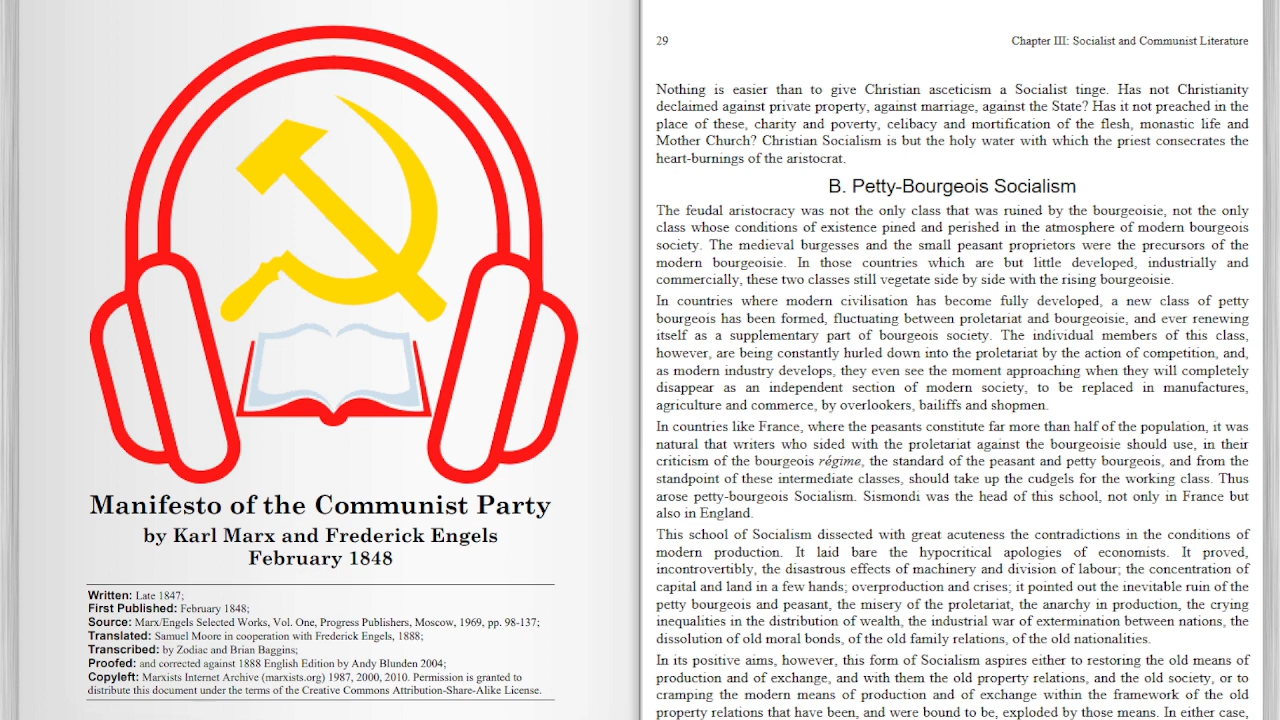 Manifesto of the Communist Party
by Karl Marx and Frederick Engels
February 1848
Written: Late 1847;
First Published: February 1848;
Source: Marx/Engels Selected Works, Vol. One, Progress Publishers, Moscow, 1969, pp. 98-137;
Translated: Samuel Moore in cooperation with Frederick Engels, 1888;
Transcribed: by Zodiac and Brian Baggins;
Proofed: and corrected against 1888 English Edition by Andy Blunden 2004;
Copyleft: Marxists Internet Archive (marxists.org) 1987, 2000, 2010. Permission is granted to
distribute this document under the terms of the Creative Commons Attribution-Share-Alike License.
29 Chapter III: Socialist and Communist Literature
Nothing is easier than to give Christian asceticism a Socialist tinge. Has not Christianity
declaimed against private property, against marriage, against the State? Has it not preached in the
place of these, charity and poverty, celibacy and mortification of the flesh, monastic life and
Mother Church? Christian Socialism is but the holy water with which the priest consecrates the
heart-burnings of the aristocrat.
B. Petty-Bourgeois Socialism
The feudal aristocracy was not the only class that was ruined by the bourgeoisie, not the only
class whose conditions of existence pined and perished in the atmosphere of modern bourgeois
society. The medieval burgesses and the small peasant proprietors were the precursors of the
modern bourgeoisie. In those countries which are but little developed, industrially and
commercially, these two classes still vegetate side by side with the rising bourgeoisie.
In countries where modern civilisation has become fully developed, a new class of petty
bourgeois has been formed, fluctuating between proletariat and bourgeoisie, and ever renewing
itself as a supplementary part of bourgeois society. The individual members of this class,
however, are being constantly hurled down into the proletariat by the action of competition, and,
as modern industry develops, they even see the moment approaching when they will completely
disappear as an independent section of modern society, to be replaced in manufactures,
agriculture and commerce, by overlookers, bailiffs and shopmen.
In countries like France, where the peasants constitute far more than half of the population, it was
natural that writers who sided with the proletariat against the bourgeoisie should use, in their
criticism of the bourgeois régime, the standard of the peasant and petty bourgeois, and from the
standpoint of these intermediate classes, should take up the cudgels for the working class. Thus
arose petty-bourgeois Socialism. Sismondi was the head of this school, not only in France but
also in England.
This school of Socialism dissected with great acuteness the contradictions in the conditions of
modern production. It laid bare the hypocritical apologies of economists. It proved,
incontrovertibly, the disastrous effects of machinery and division of labour; the concentration of
capital and land in a few hands; overproduction and crises; it pointed out the inevitable ruin of the
petty bourgeois and peasant, the misery of the proletariat, the anarchy in production, the crying
inequalities in the distribution of wealth, the industrial war of extermination between nations, the
dissolution of old moral bonds, of the old family relations, of the old nationalities.
In its positive aims, however, this form of Socialism aspires either to restoring the old means of
production and of exchange, and with them the old property relations, and the old society, or to
cramping the modern means of production and of exchange within the framework of the old
property relations that have been, and were bound to be, exploded by those means. In either case,